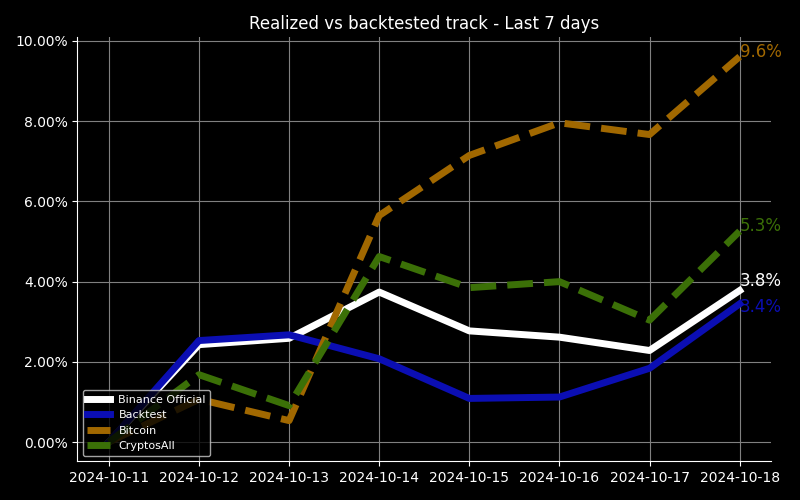 Realized vs backtested track - Last 7 days
10.00%
8.00%
6.00%
4.00%
2.00%
0.00%
9.6%
5.3%
3.8%
3.4%
Binance Official
Backtest
Bitcoin
CryptosAll
2024-10-11 2024-10-12 2024-10-13 2024-10-14 2024-10-15 2024-10-16 2024-10-17 2024-10-18